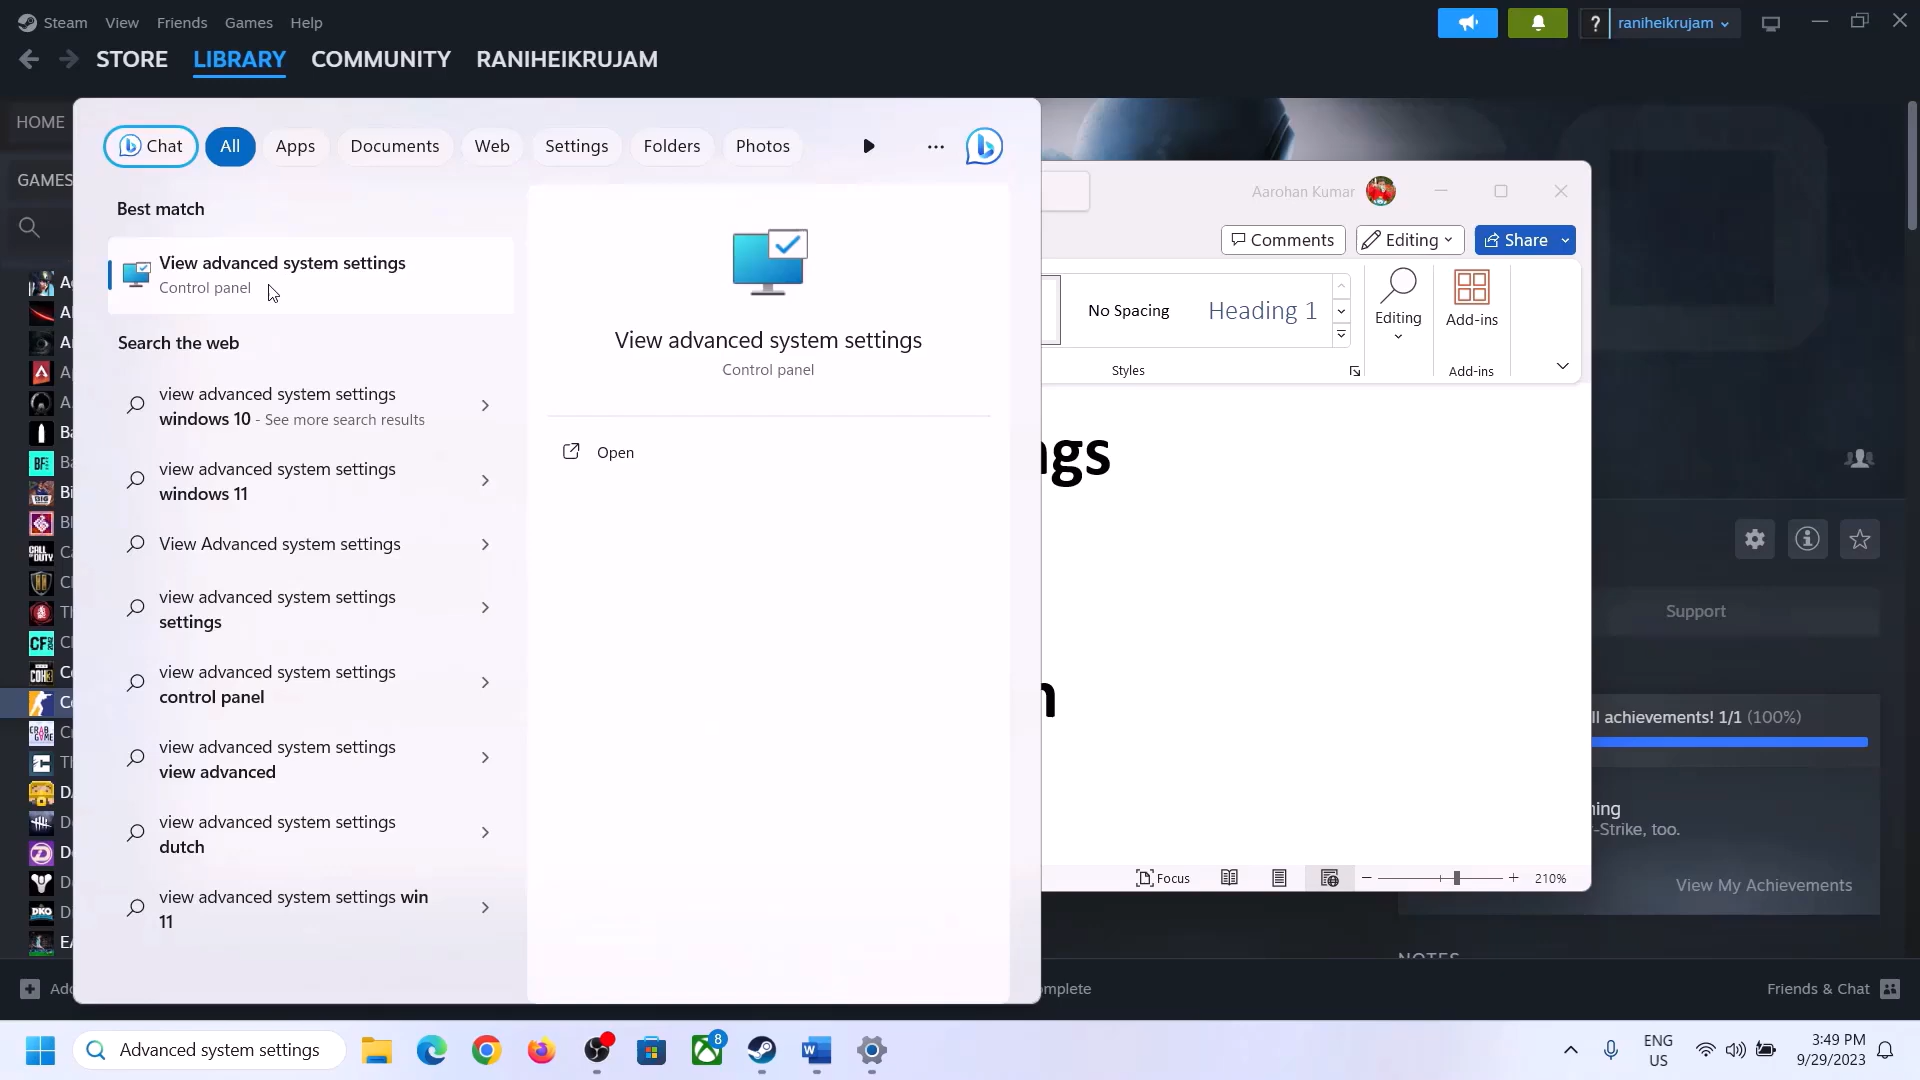 Steam View Friends Games Help
raniheikrujam
STORE LIBRARY COMMUNITY RANIHEIKRUJAM
HOME
GAMES
Chat All Apps Documents Web Settings Folders Photos
Best match
View advanced system settings
Control panel
Search the web
view advanced system settings
windows 10 - See more search results
view advanced system settings
windows 11
View Advanced system settings
view advanced system settings
settings
view advanced system settings
control panel
view advanced system settings
view advanced
view advanced system settings
dutch
view advanced system settings win
11
View advanced system settings
Control panel
Open
Aarohan Kumar
Comments Editing Share
No Spacing Heading 1
Editing
Add-ins
Styles
Add-ins
ngs
n
Focus
210%
Support
ll achievements! 1/1 (100%)
-Strike, too.
View My Achievements
NOTES
Friends & Chat
Advanced system settings
8
ENG
US
3:49 PM
9/29/2023